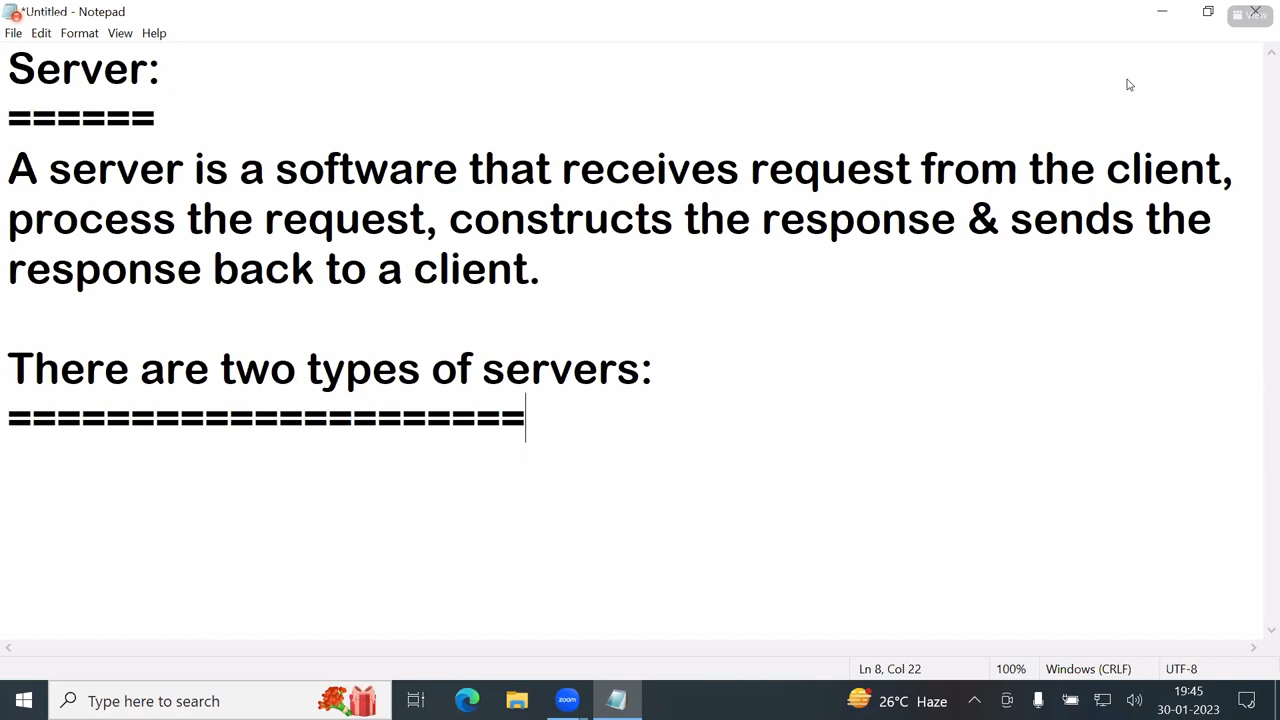 *Untitled - Notepad
View
File Edit Format View Help
Server:
======
A server is a software that receives request from the client,
process the request, constructs the response & sends the
response back to a client.
There are two types of servers:
=====================
Ln 8, Col 22 100% Windows (CRLF) UTF-8
Type here to search
zoom
26°C Haze
19:45
30-01-2023